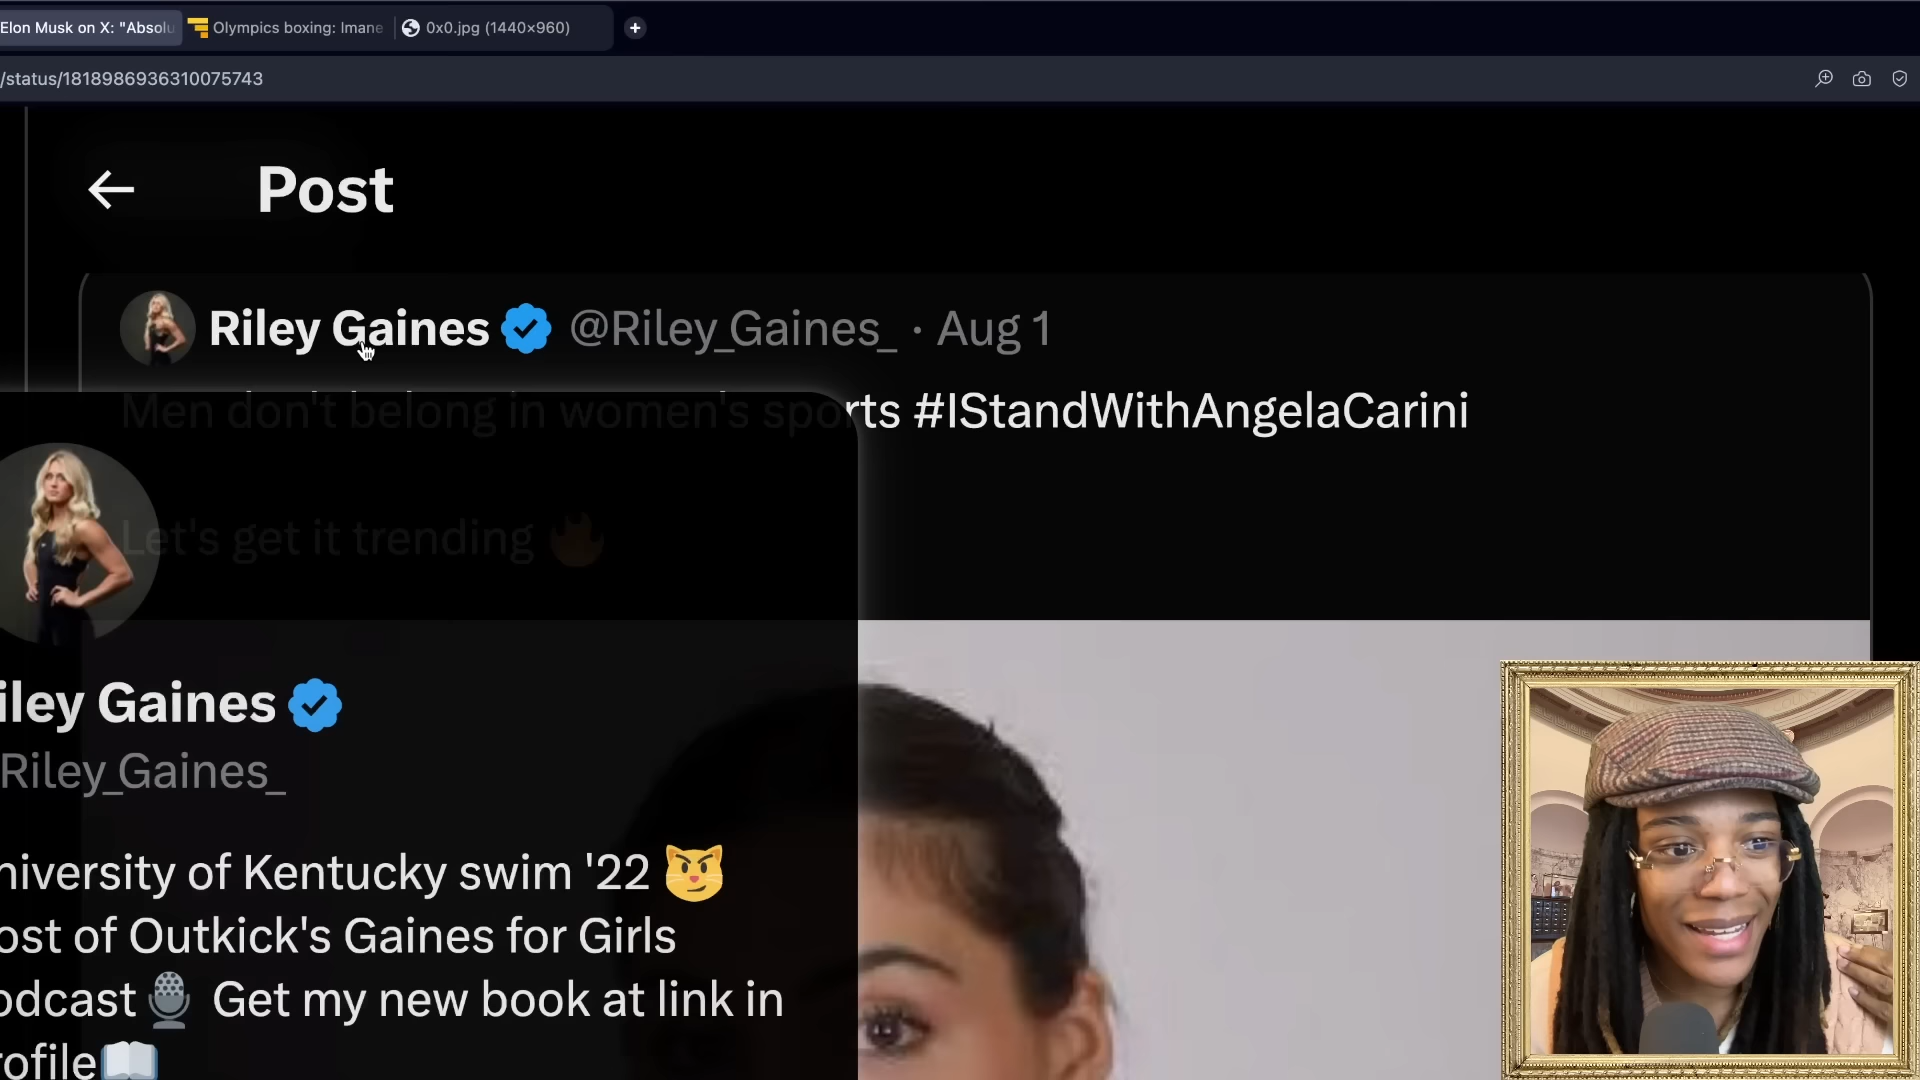 Elon Musk on X: "Absolu
Olympics boxing: Imane
0x0.jpg (1440×960)
/status/1818986936310075743
Post
Riley Gaines @Riley_Gaines_ · Aug 1
Men don't belong in women's sports #IStandWithAngelaCarini
Let's get it trending 🔥
iley Gaines
Riley_Gaines_
niversity of Kentucky swim '22 😼
ost of Outkick's Gaines for Girls
odcast 🎙️ Get my new book at link in
rofile📖